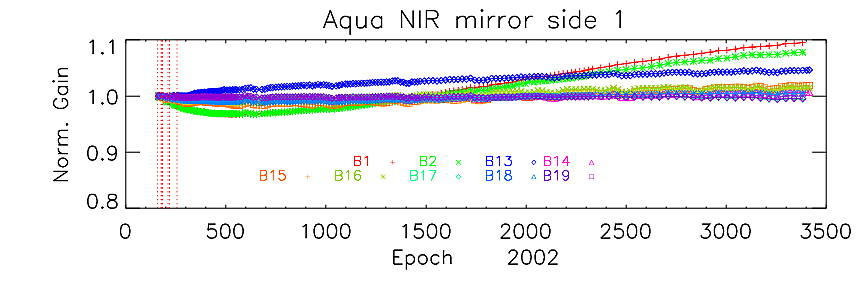 Aqua NIR mirror side 1
Norm. Gain
1.1
1.0
0.9
0.8
B1 B2 B13 B14
B15 B16 B17 B18 B19
0 500 1000 1500 2000 2500 3000 3500
Epoch 2002